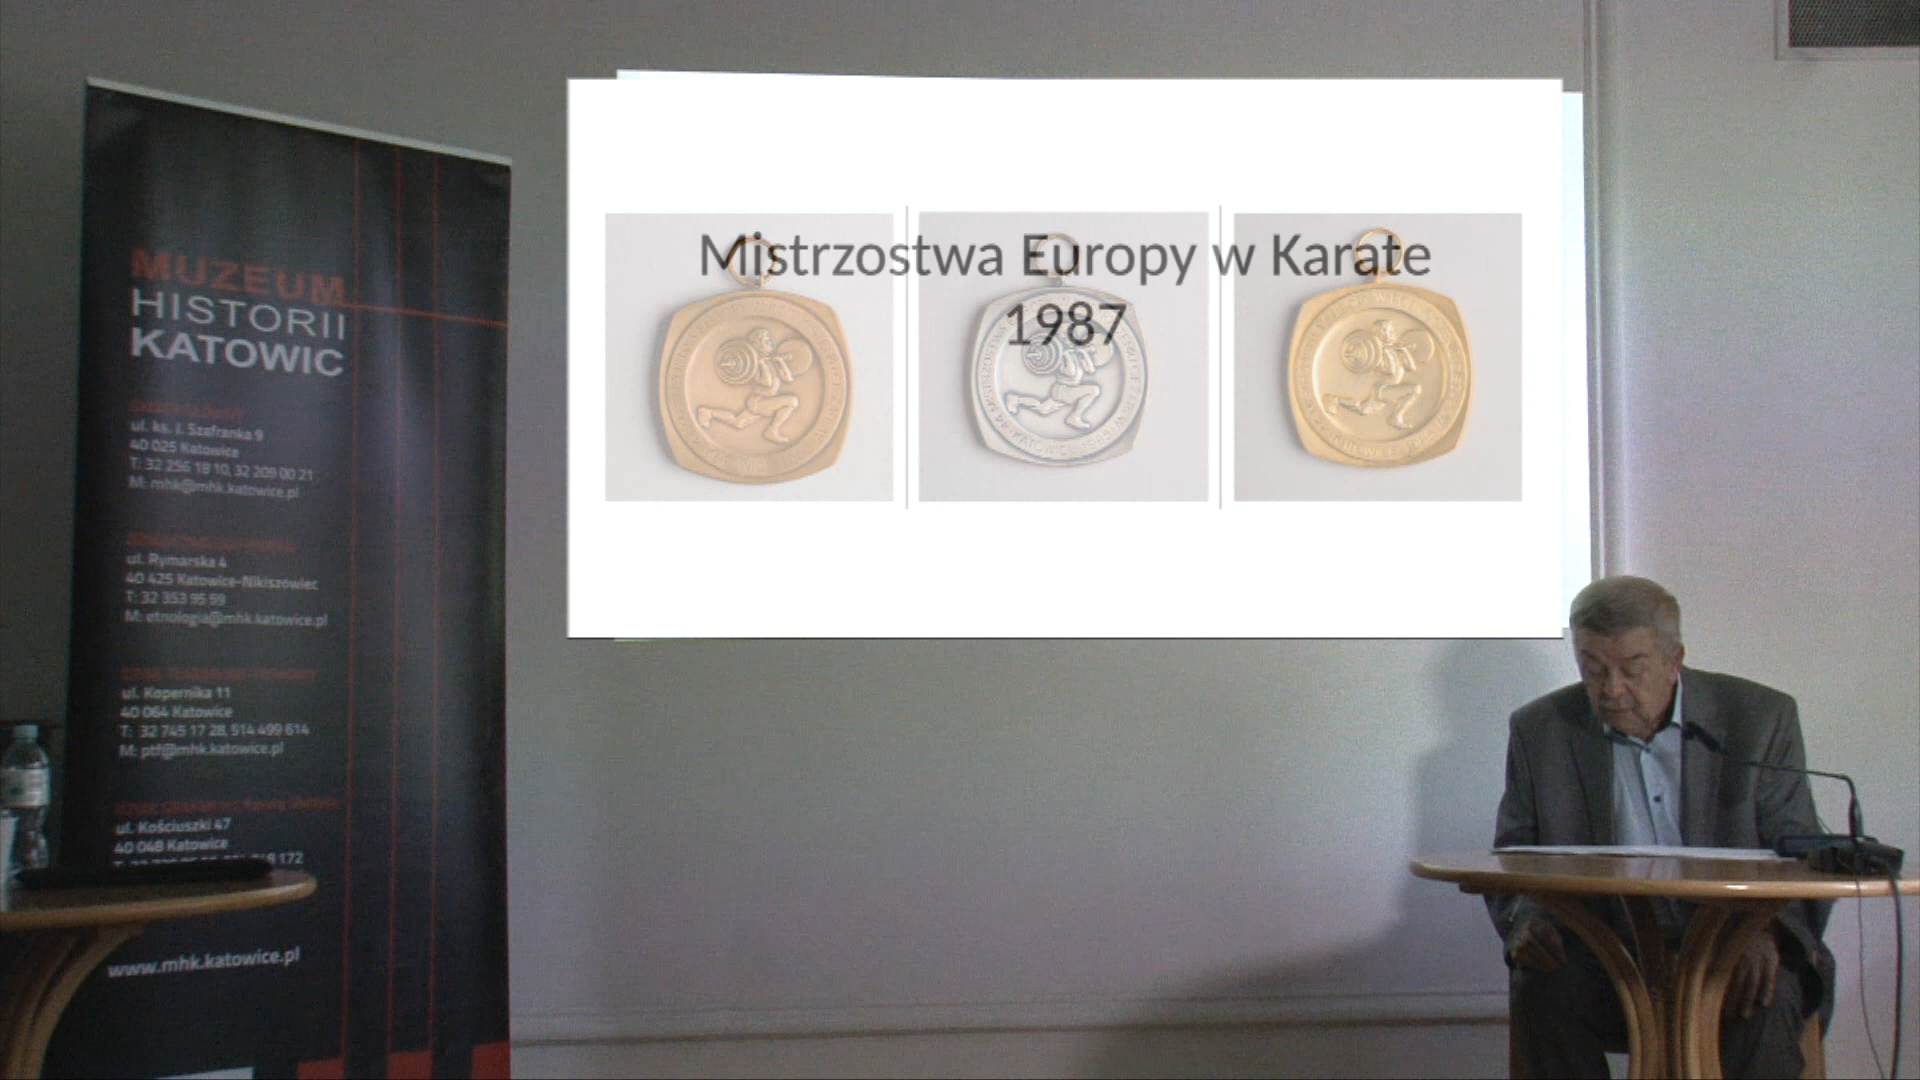 MUZEUM
HISTORII
KATOWIC
ul. ks. J. Szafranka 9
40 025 Katowice
T: 32 256 18 10, 32 209 00 21
M: mhk@mhk.katowice.pl
ul. Rymarska 4
40 425 Katowice-Nikiszowiec
T: 32 353 95 59
M: etnologia@mhk.katowice.pl
ul. Kopernika 11
40 064 Katowice
T: 32 745 17 28, 514 499 614
M: ptf@mhk.katowice.pl
ul. Kościuszki 47
40 048 Katowice
www.mhk.katowice.pl
Mistrzostwa Europy w Karate
1987